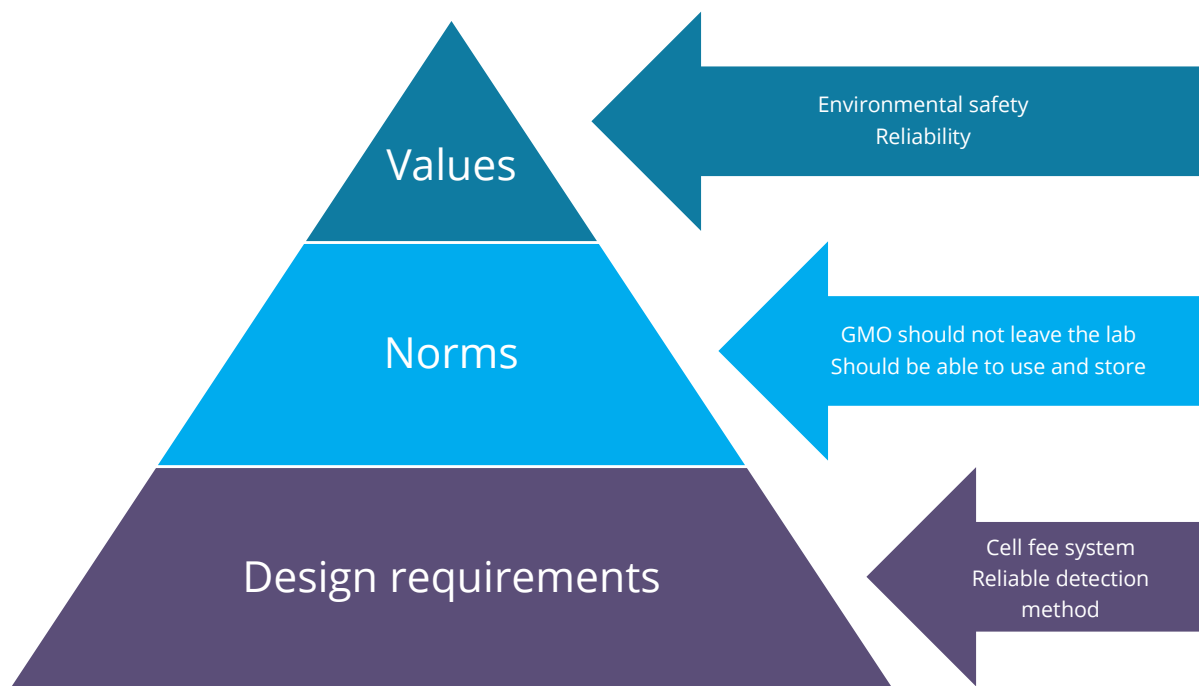 Environmental safety
Reliability
Values
GMO should not leave the lab
Should be able to use and store
Norms
Cell fee system
Reliable detection
method
Design requirements